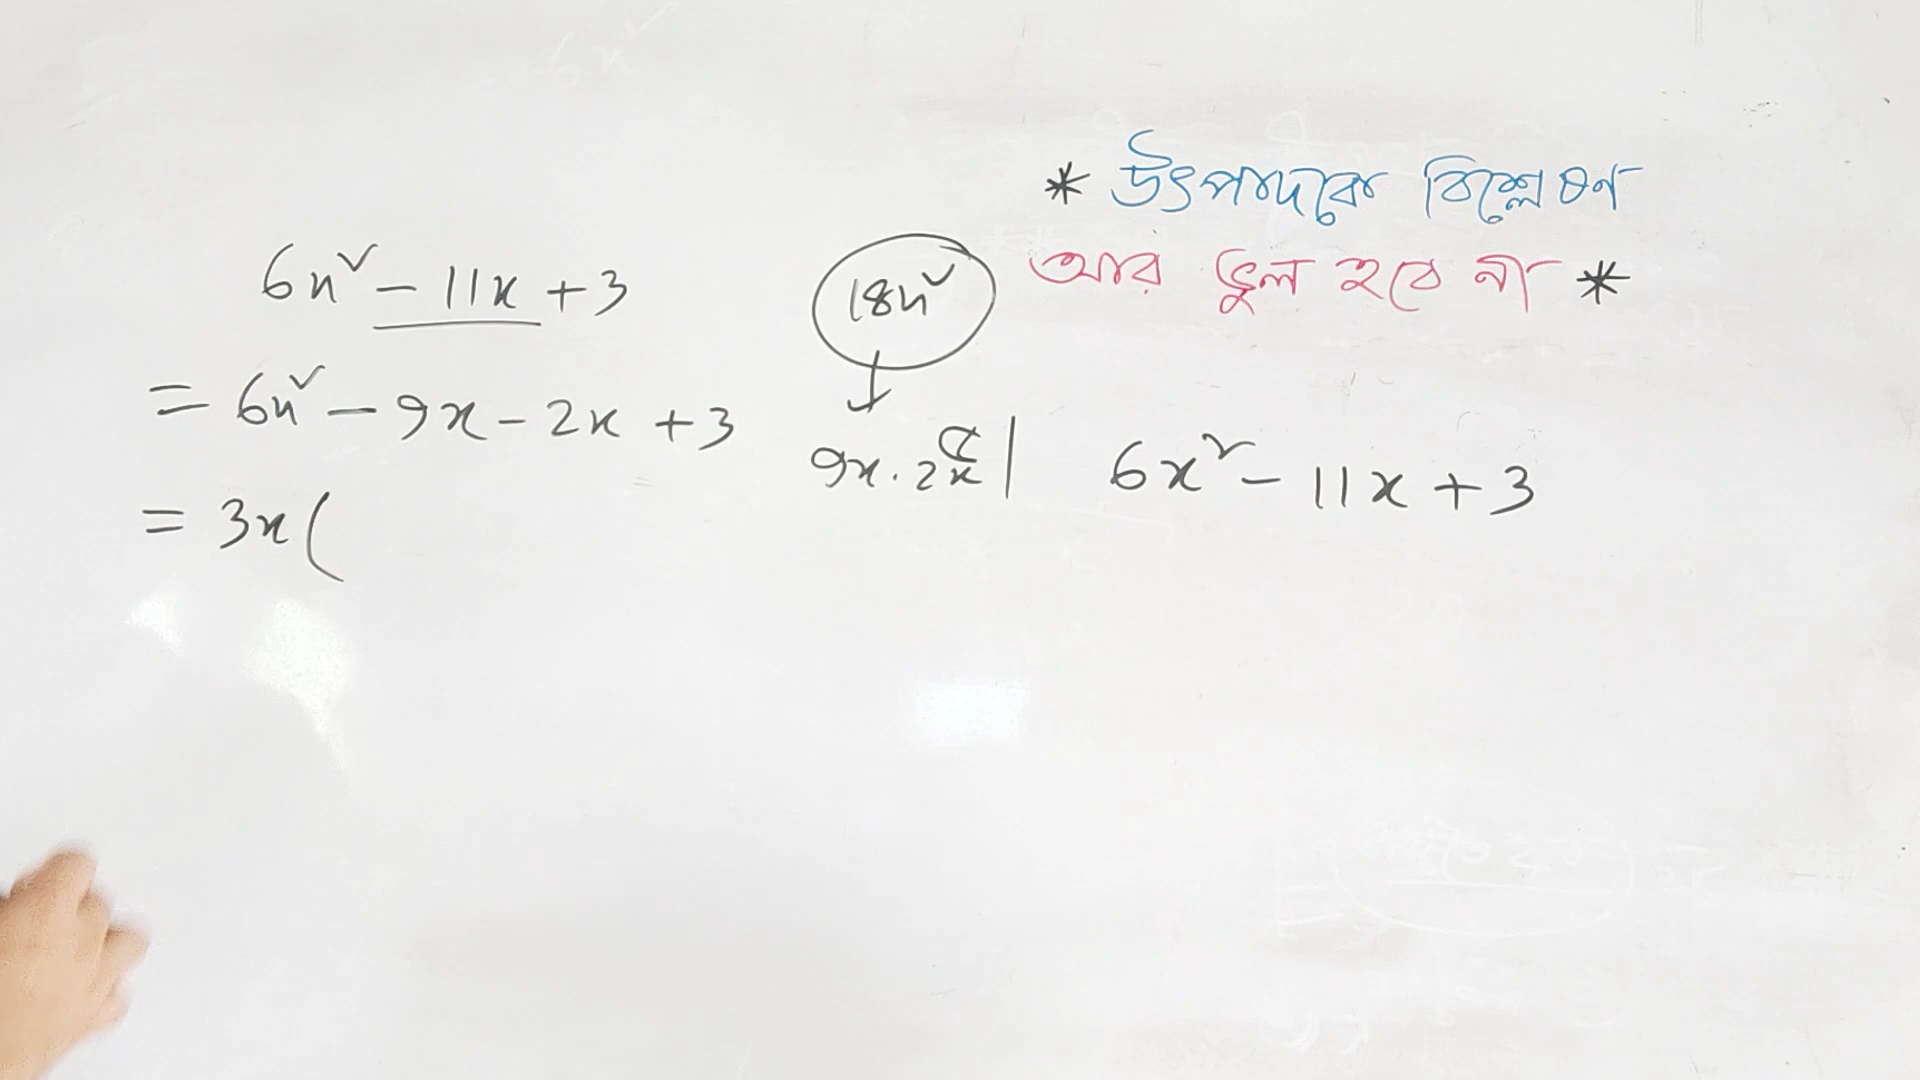 * উৎপাদকে বিশ্লেষণ
আর ভুল হবে না *
6x² - 11x + 3
= 6x² - 9x - 2x + 3
= 3x(
18x²
↓
9x . 2x
6x² - 11x + 3